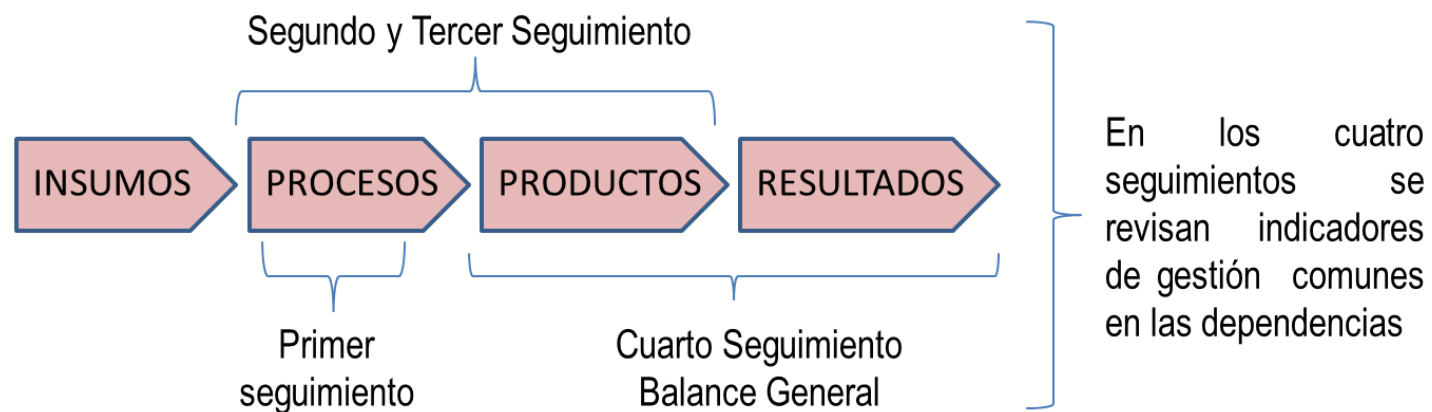 Segundo y Tercer Seguimiento
INSUMOS
PROCESOS
PRODUCTOS
RESULTADOS
Primer
seguimiento
Cuarto Seguimiento
Balance General
En los cuatro
seguimientos se
revisan indicadores
de gestión comunes
en las dependencias